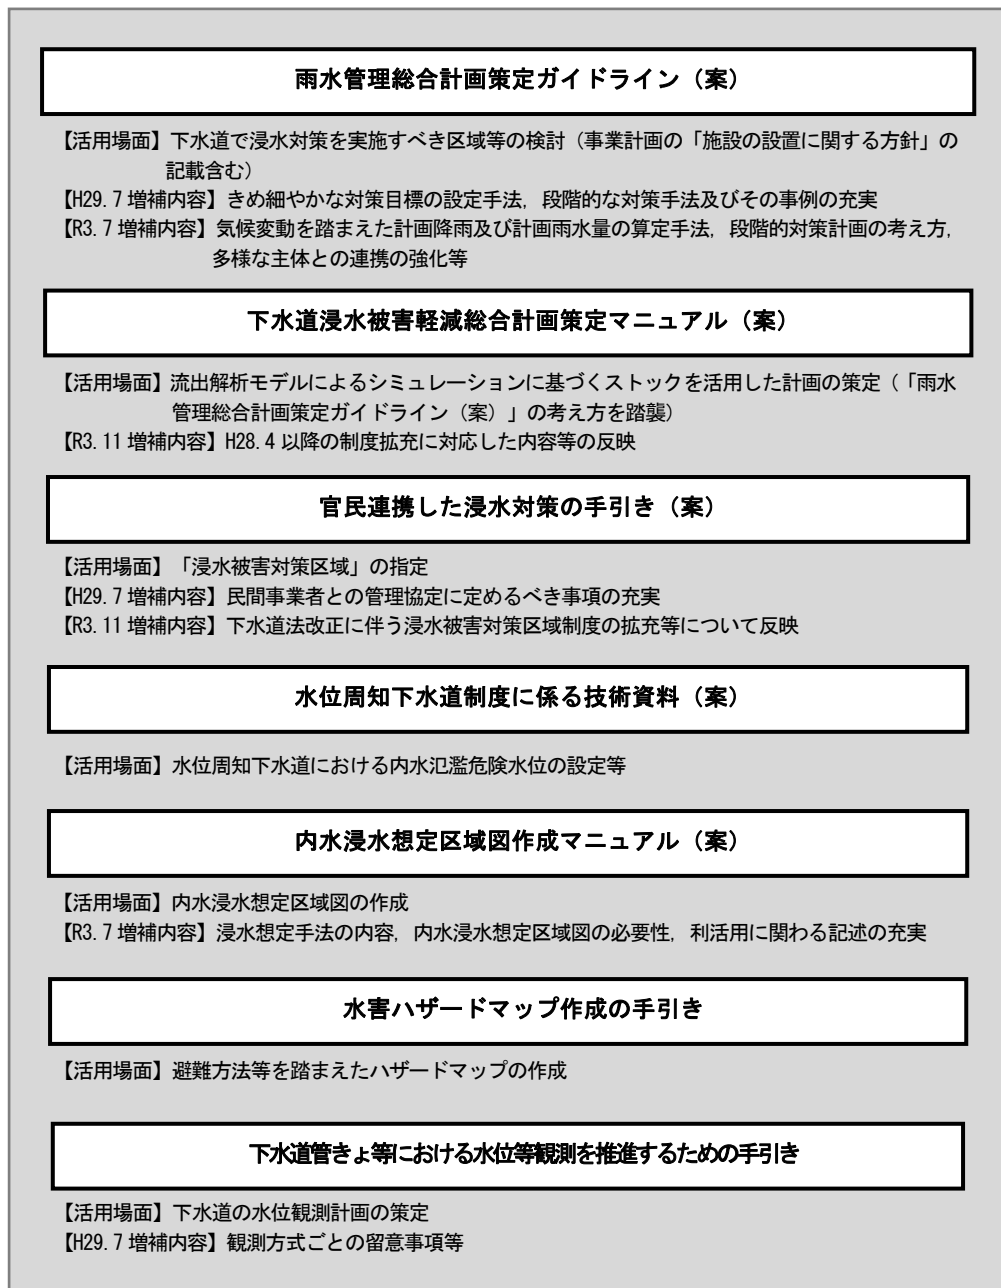 雨水管理総合計画策定ガイドライン（案）
【活用場面】下水道で浸水対策を実施すべき区域等の検討（事業計画の「施設の設置に関する方針」の
記載含む）
【H29.7 増補内容】きめ細やかな対策目標の設定手法，段階的な対策手法及びその事例の充実
【R3.7 増補内容】気候変動を踏まえた計画降雨及び計画雨水量の算定手法，段階的対策計画の考え方，
多様な主体との連携の強化等
下水道浸水被害軽減総合計画策定マニュアル（案）
【活用場面】流出解析モデルによるシミュレーションに基づくストックを活用した計画の策定（「雨水
管理総合計画策定ガイドライン（案）」の考え方を踏襲）
【R3.11 増補内容】H28.4 以降の制度拡充に対応した内容等の反映
官民連携した浸水対策の手引き（案）
【活用場面】「浸水被害対策区域」の指定
【H29.7 増補内容】民間事業者との管理協定に定めるべき事項の充実
【R3.11 増補内容】下水道法改正に伴う浸水被害対策区域制度の拡充等について反映
水位周知下水道制度に係る技術資料（案）
【活用場面】水位周知下水道における内水氾濫危険水位の設定等
内水浸水想定区域図作成マニュアル（案）
【活用場面】内水浸水想定区域図の作成
【R3.7 増補内容】浸水想定手法の内容，内水浸水想定区域図の必要性，利活用に関わる記述の充実
水害ハザードマップ作成の手引き
【活用場面】避難方法等を踏まえたハザードマップの作成
下水道管きょ等における水位等観測を推進するための手引き
【活用場面】下水道の水位観測計画の策定
【H29.7 増補内容】観測方式ごとの留意事項等